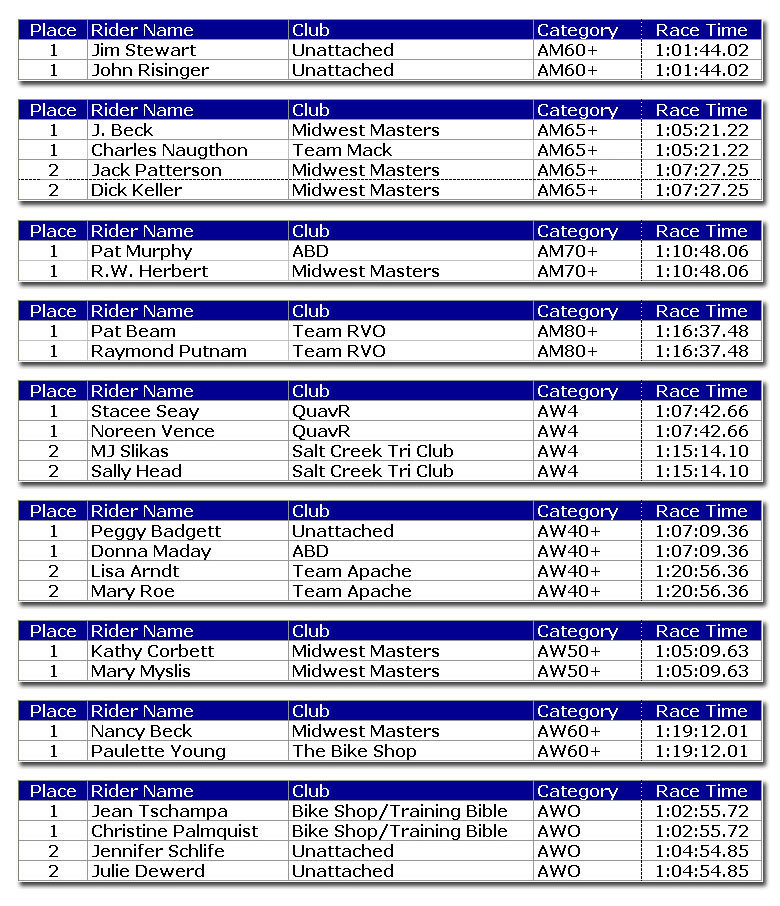 Place Rider Name Club Category Race Time
1 Jim Stewart Unattached AM60+ 1:01:44.02
1 John Risinger Unattached AM60+ 1:01:44.02
Place Rider Name Club Category Race Time
1 J. Beck Midwest Masters AM65+ 1:05:21.22
1 Charles Naugthon Team Mack AM65+ 1:05:21.22
2 Jack Patterson Midwest Masters AM65+ 1:07:27.25
2 Dick Keller Midwest Masters AM65+ 1:07:27.25
Place Rider Name Club Category Race Time
1 Pat Murphy ABD AM70+ 1:10:48.06
1 R.W. Herbert Midwest Masters AM70+ 1:10:48.06
Place Rider Name Club Category Race Time
1 Pat Beam Team RVO AM80+ 1:16:37.48
1 Raymond Putnam Team RVO AM80+ 1:16:37.48
Place Rider Name Club Category Race Time
1 Stacee Seay QuavR AW4 1:07:42.66
1 Noreen Vence QuavR AW4 1:07:42.66
2 MJ Slikas Salt Creek Tri Club AW4 1:15:14.10
2 Sally Head Salt Creek Tri Club AW4 1:15:14.10
Place Rider Name Club Category Race Time
1 Peggy Badgett Unattached AW40+ 1:07:09.36
1 Donna Maday ABD AW40+ 1:07:09.36
2 Lisa Arndt Team Apache AW40+ 1:20:56.36
2 Mary Roe Team Apache AW40+ 1:20:56.36
Place Rider Name Club Category Race Time
1 Kathy Corbett Midwest Masters AW50+ 1:05:09.63
1 Mary Myslis Midwest Masters AW50+ 1:05:09.63
Place Rider Name Club Category Race Time
1 Nancy Beck Midwest Masters AW60+ 1:19:12.01
1 Paulette Young The Bike Shop AW60+ 1:19:12.01
Place Rider Name Club Category Race Time
1 Jean Tschampa Bike Shop/Training Bible AWO 1:02:55.72
1 Christine Palmquist Bike Shop/Training Bible AWO 1:02:55.72
2 Jennifer Schlife Unattached AWO 1:04:54.85
2 Julie Dewerd Unattached AWO 1:04:54.85